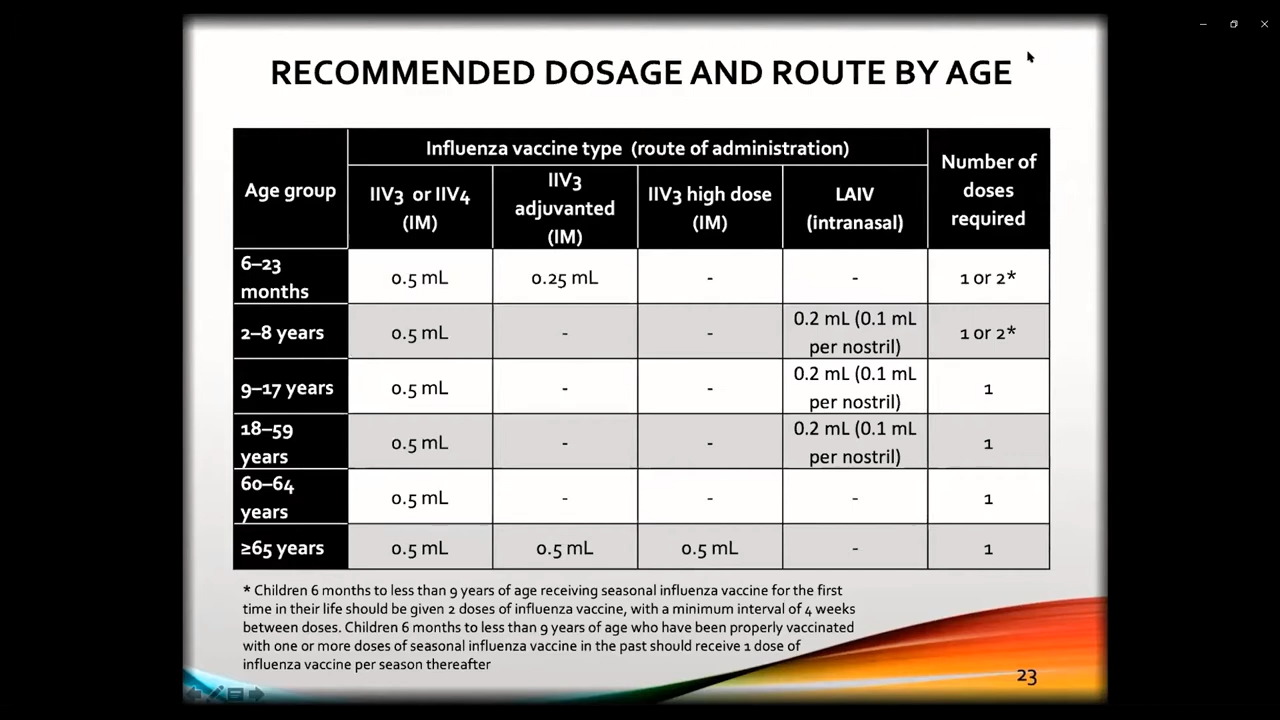 RECOMMENDED DOSAGE AND ROUTE BY AGE
Age group
Influenza vaccine type (route of administration)
Number of
doses
required
IIV3 or IIV4
(IM)
IIV3
adjuvanted
(IM)
IIV3 high dose
(IM)
LAIV
(intranasal)
6–23
months
0.5 mL
0.25 mL
-
-
1 or 2*
2–8 years
0.5 mL
-
-
0.2 mL (0.1 mL
per nostril)
1 or 2*
9–17 years
0.5 mL
-
-
0.2 mL (0.1 mL
per nostril)
1
18–59
years
0.5 mL
-
-
0.2 mL (0.1 mL
per nostril)
1
60–64
years
0.5 mL
-
-
-
1
≥65 years
0.5 mL
0.5 mL
0.5 mL
-
1
* Children 6 months to less than 9 years of age receiving seasonal influenza vaccine for the first
time in their life should be given 2 doses of influenza vaccine, with a minimum interval of 4 weeks
between doses. Children 6 months to less than 9 years of age who have been properly vaccinated
with one or more doses of seasonal influenza vaccine in the past should receive 1 dose of
influenza vaccine per season thereafter
23